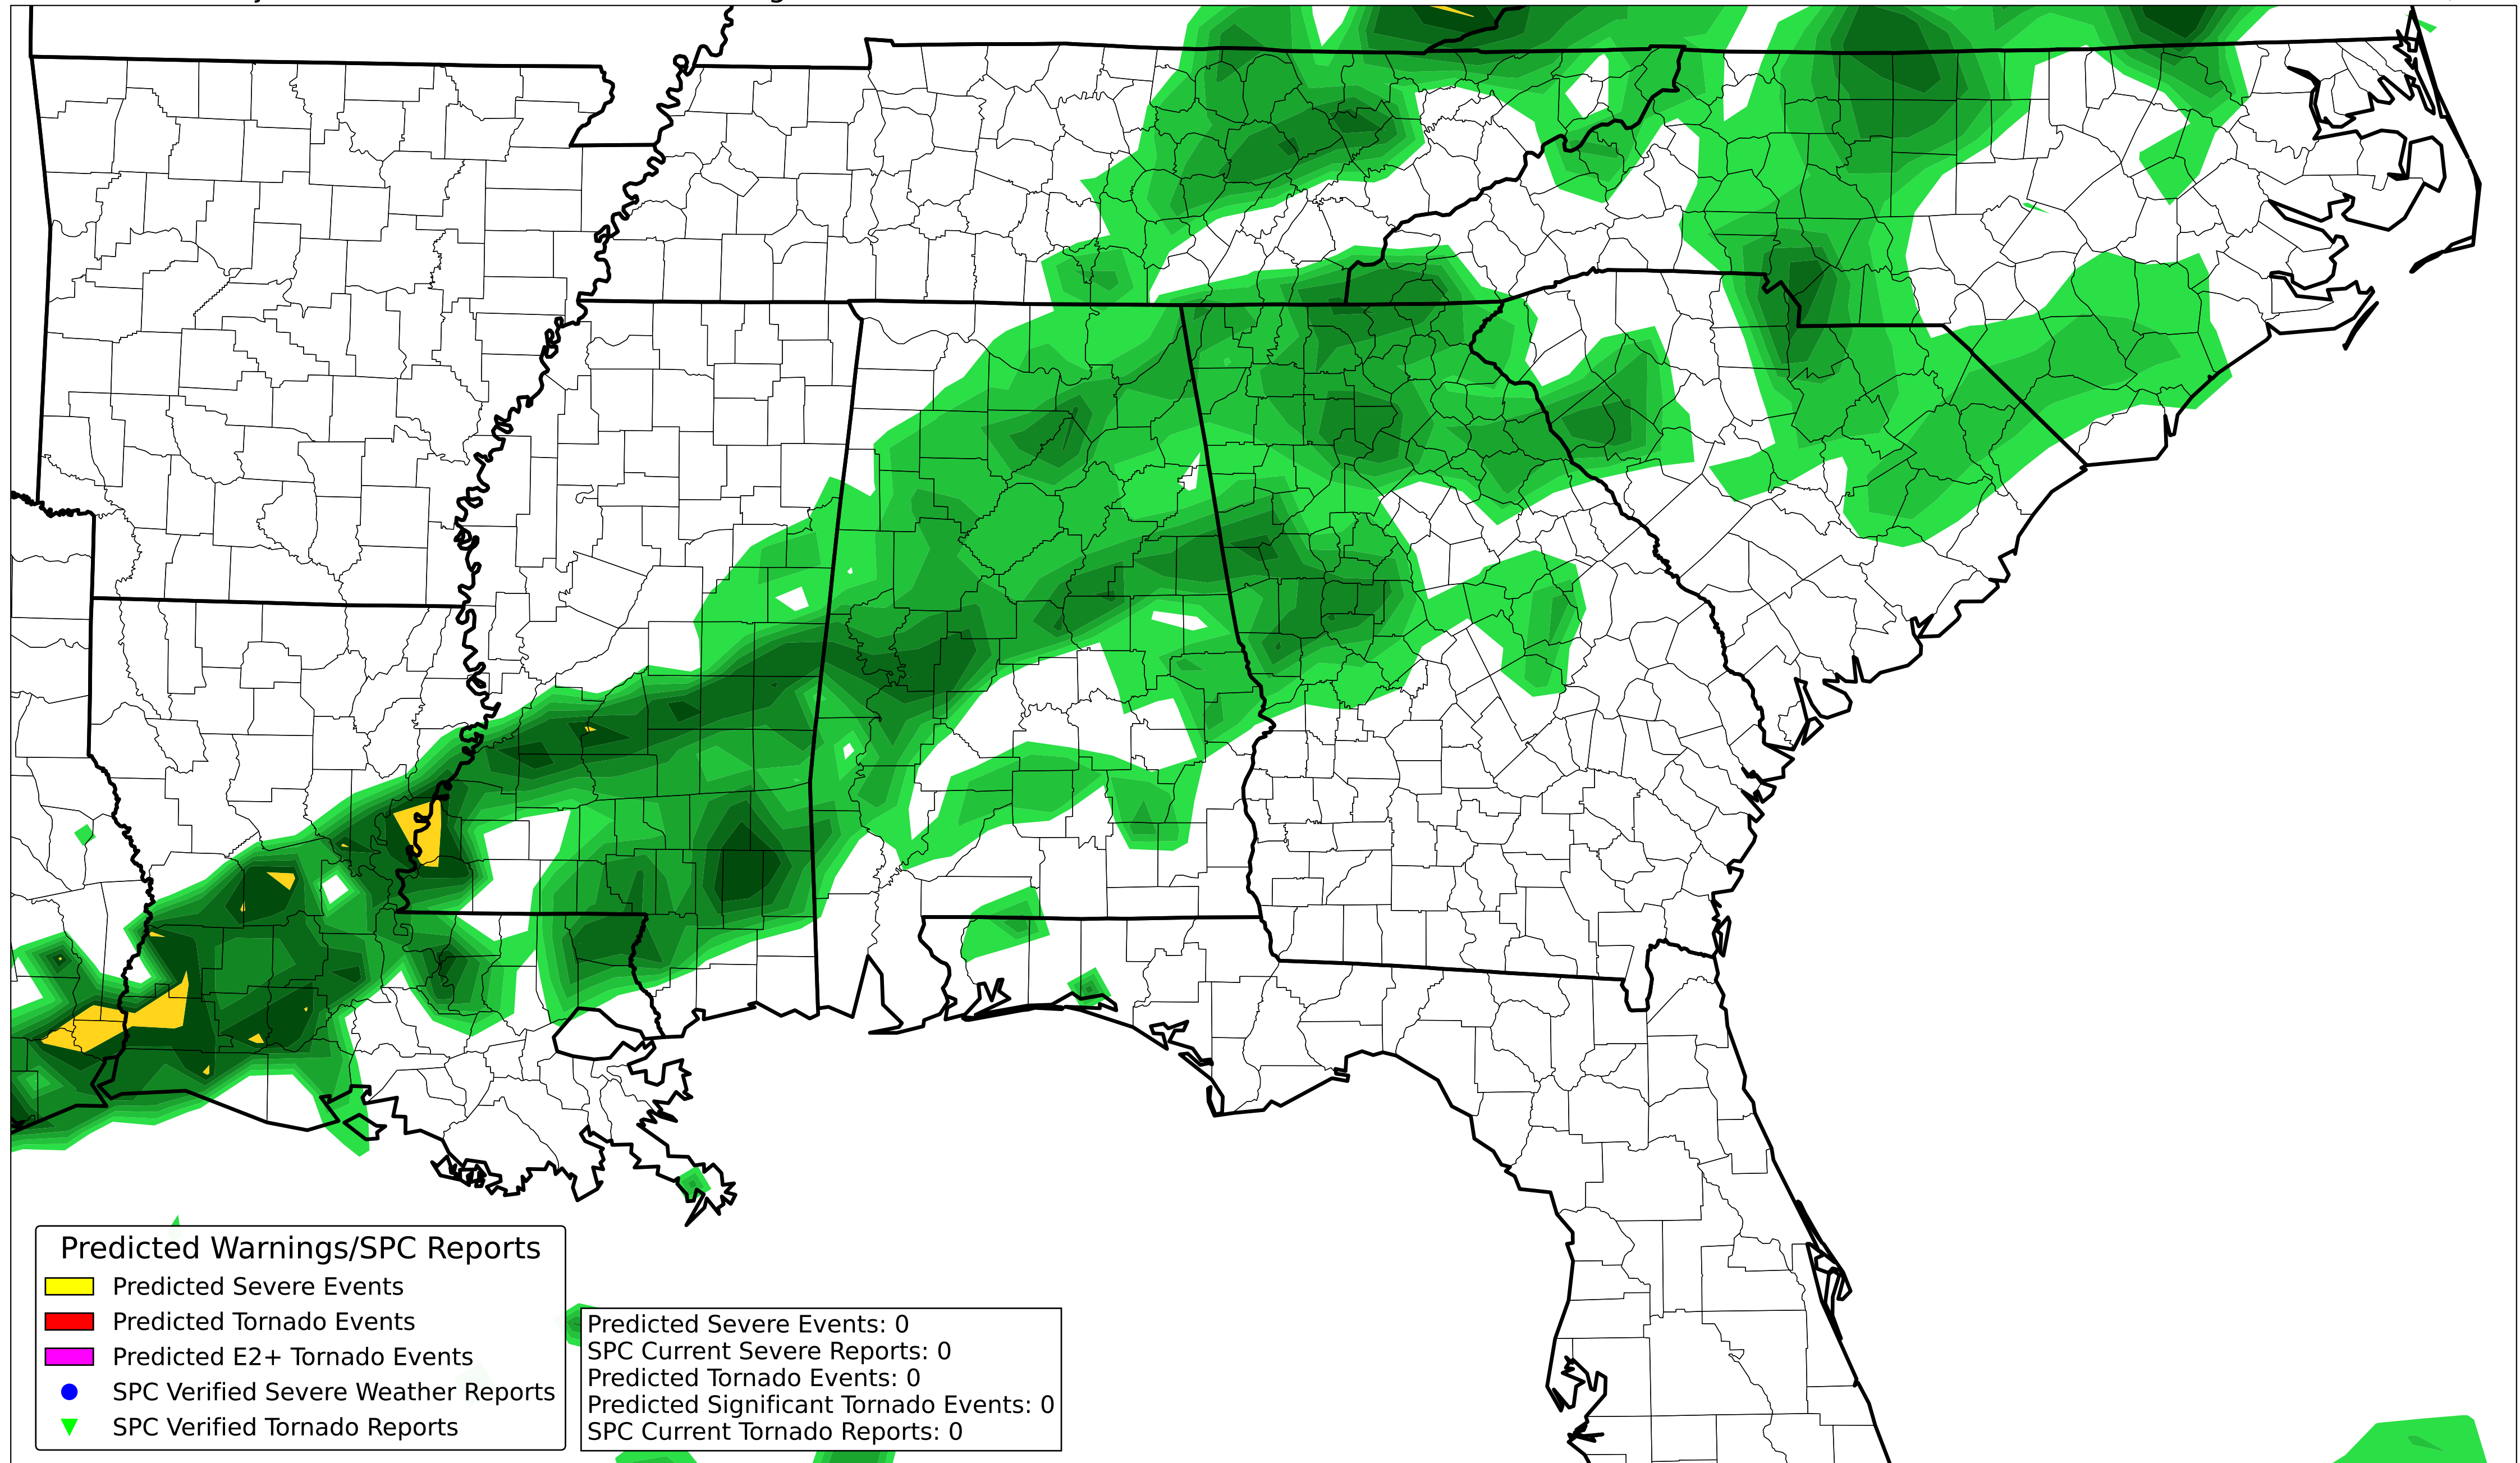 Predicted Warnings/SPC Reports
Predicted Severe Events
Predicted Tornado Events
Predicted E2+ Tornado Events
SPC Verified Severe Weather Reports
SPC Verified Tornado Reports
Predicted Severe Events: 0
SPC Current Severe Reports: 0
Predicted Tornado Events: 0
Predicted Significant Tornado Events: 0
SPC Current Tornado Reports: 0